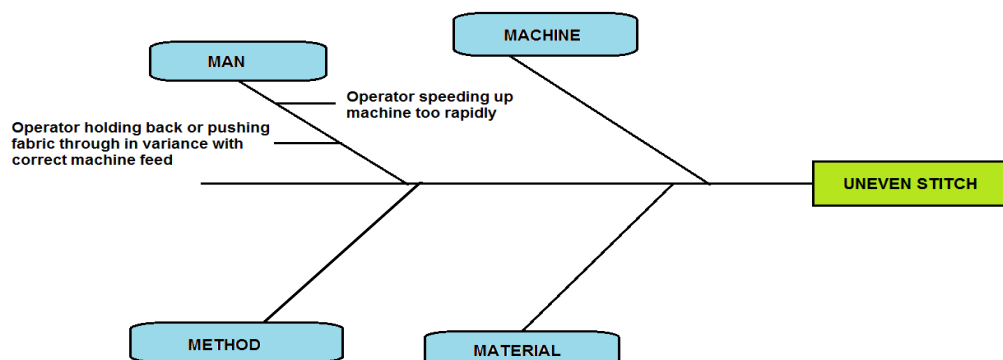 MACHINE
MAN
Operator speeding up
machine too rapidly
Operator holding back or pushing
fabric through in variance with
correct machine feed
UNEVEN STITCH
METHOD
MATERIAL